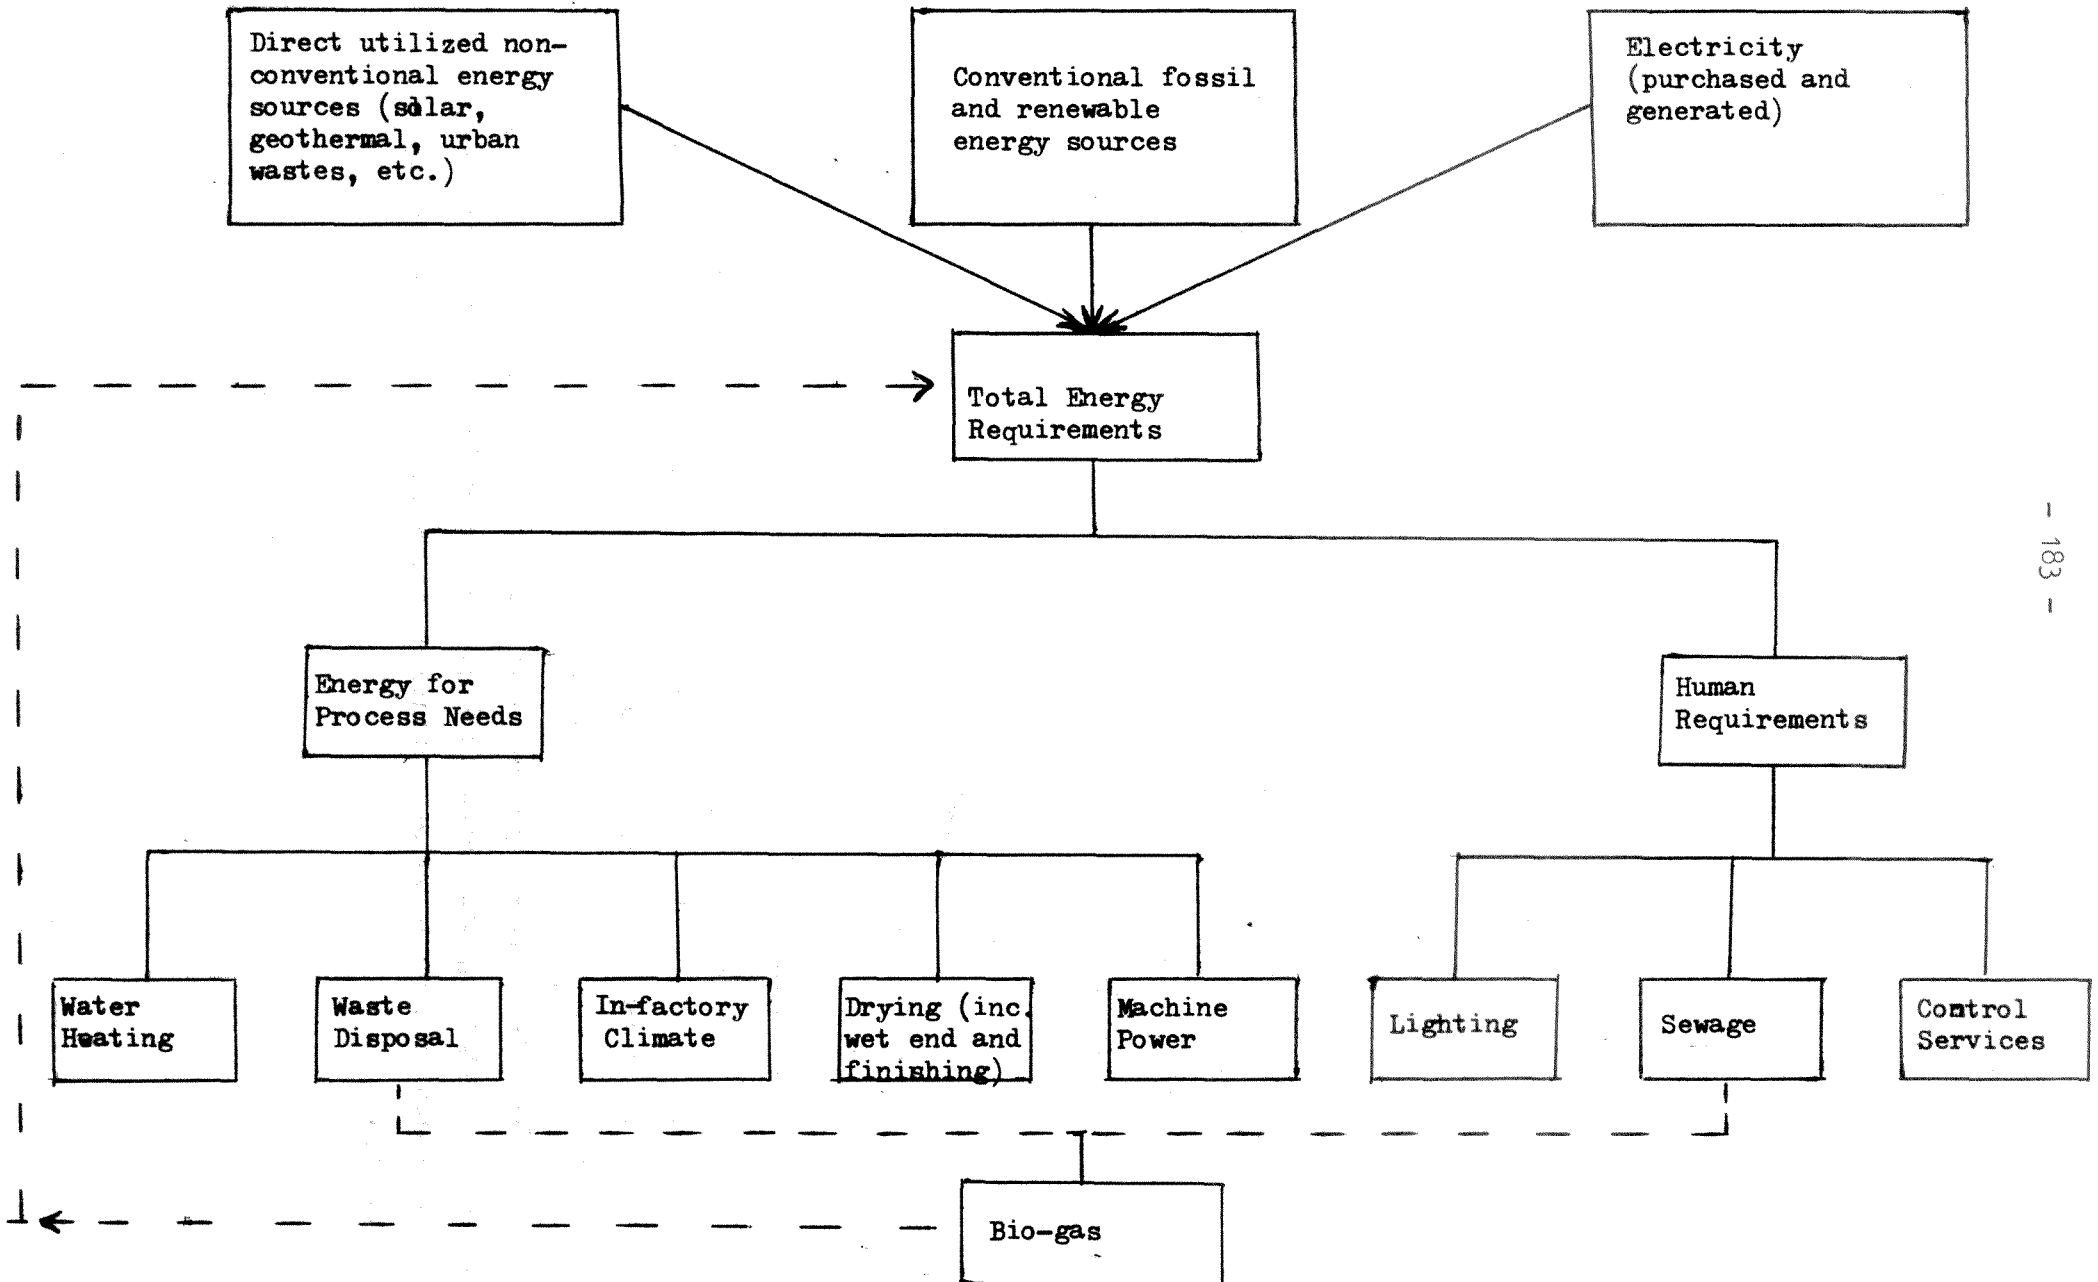 Direct utilized non-
conventional energy
sources (solar,
geothermal, urban
wastes, etc.)
Conventional fossil
and renewable
energy sources
Electricity
(purchased and
generated)
Total Energy
Requirements
- 183 -
Energy for
Process Needs
Human
Requirements
Water
Heating
Waste
Disposal
In-factory
Climate
Drying (inc.
wet end and
finishing)
Machine
Power
Lighting
Sewage
Comtrol
Services
Bio-gas